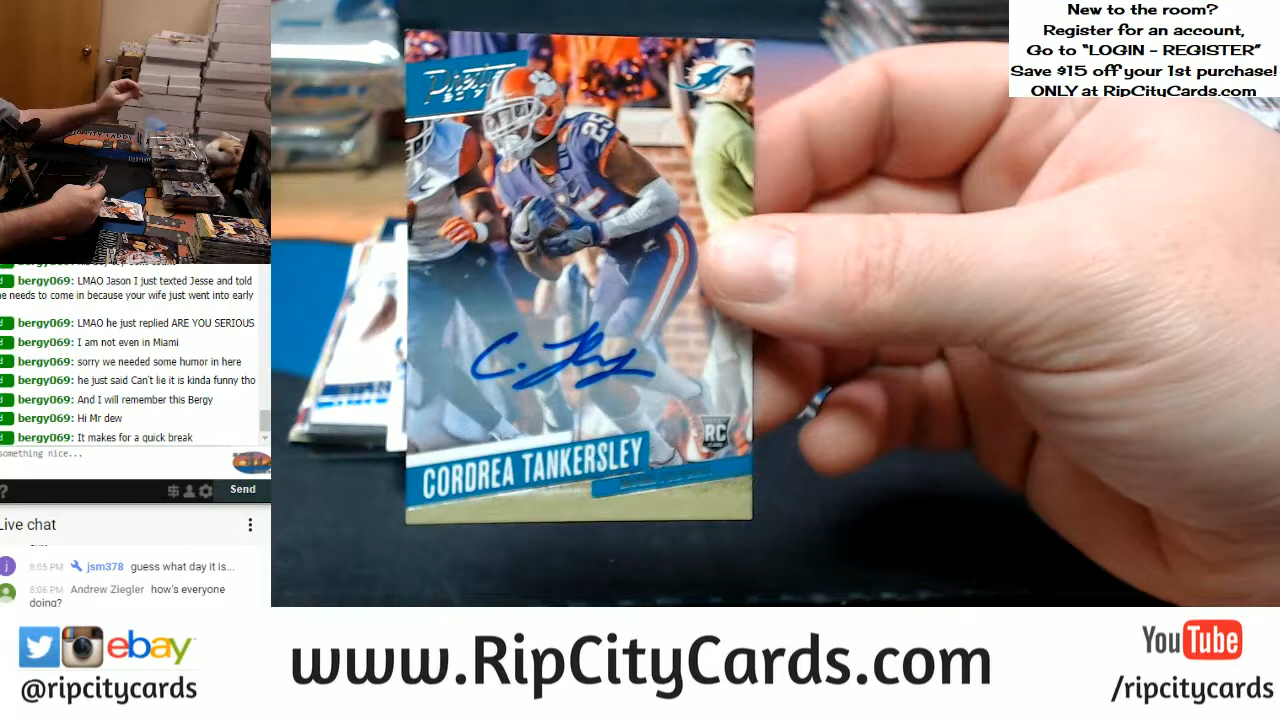 New to the room?
Register for an account,
Go to “LOGIN – REGISTER”
Save $15 off your 1st purchase!
ONLY at RipCityCards.com
25
C.
RC
CORDREA TANKERSLEY
bergy069: LMAO Jason I just texted Jesse and told
needs to come in because your wife just went into early
bergy069: LMAO he just replied ARE YOU SERIOUS
bergy069: I am not even in Miami
bergy069: sorry we needed some humor in here
bergy069: he just said Can't lie it is kinda funny tho
bergy069: And I will remember this Bergy
bergy069: Hi Mr dew
bergy069: It makes for a quick break
something nice...
Send
Live chat
j 8:05 PM jsm378 guess what day it is...
8:06 PM Andrew Ziegler how's everyone
doing?
ebay
@ripcitycards
www.RipCityCards.com
YouTube
/ripcitycards